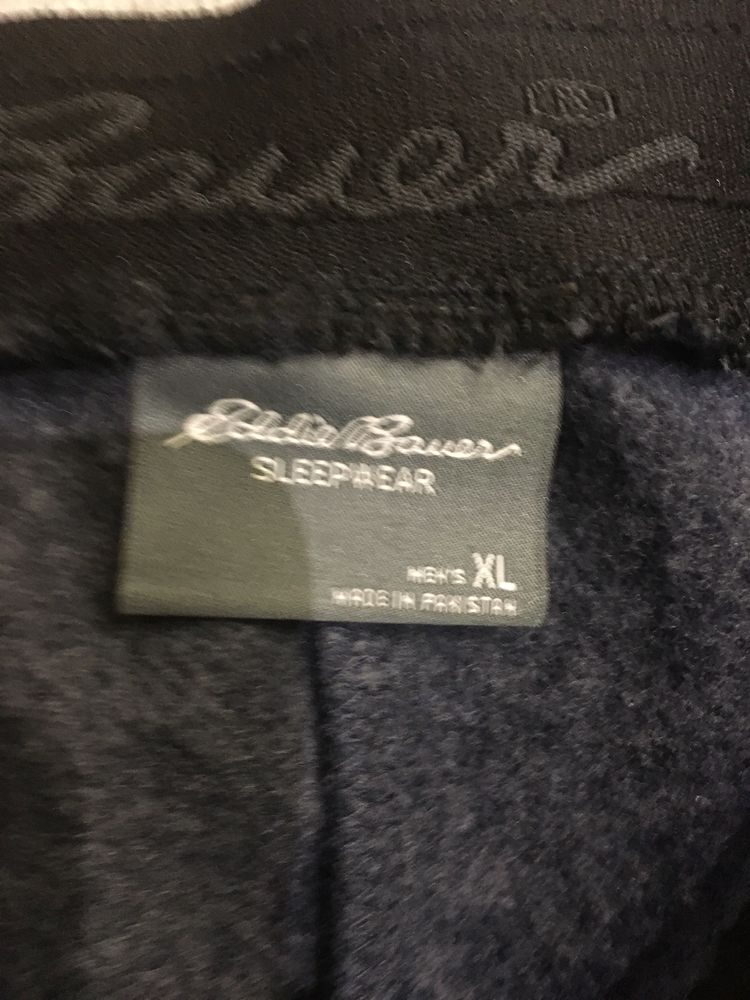 Bauer
Eddie Bauer
SLEEPWEAR
MEN'S XL
MADE IN PAKISTAN